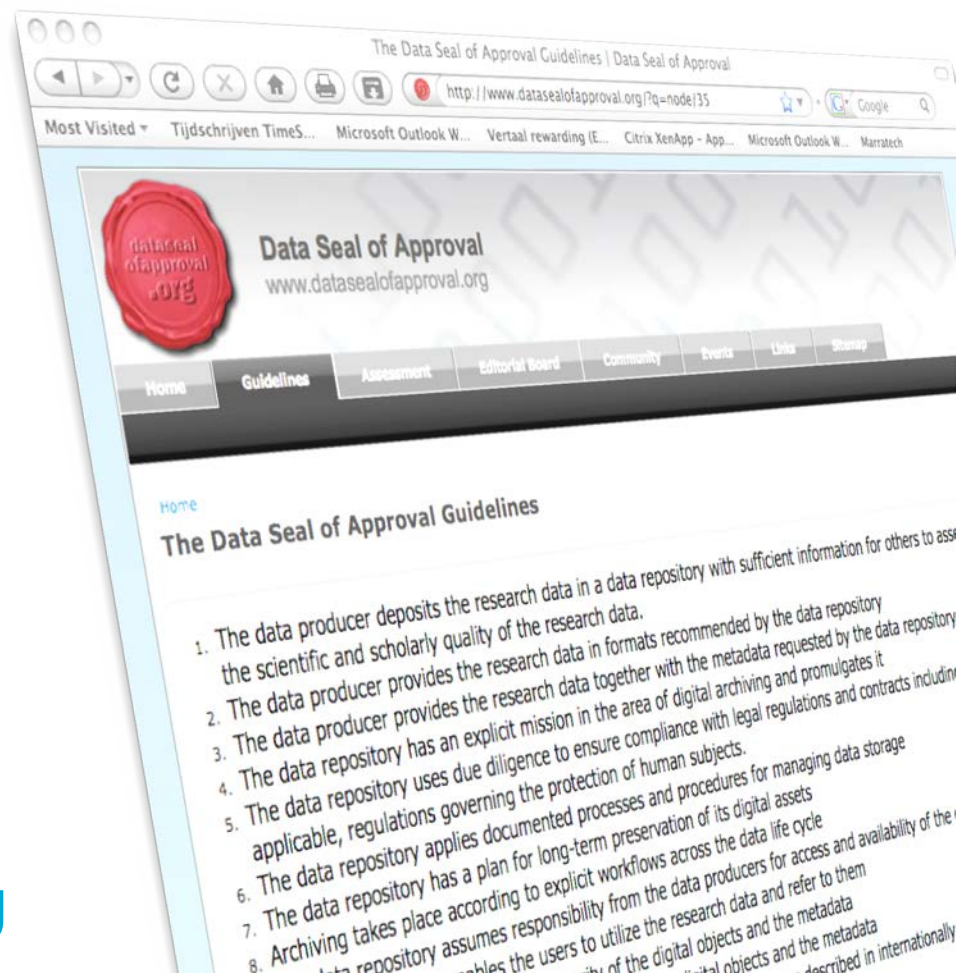 The Data Seal of Approval Guidelines | Data Seal of Approval
http://www.datasealofapproval.org/?q=node/35
Google
Most Visited Tijdschrijven TimeS... Microsoft Outlook W... Vertaal rewarding (E... Citrix XenApp - App... Microsoft Outlook W... Marratech
dataseal
ofapproval
.org
Data Seal of Approval
www.datasealofapproval.org
Home Guidelines Assessment Editorial Board Community Events Links Sitemap
Home
The Data Seal of Approval Guidelines
1. The data producer deposits the research data in a data repository with sufficient information for others to
the scientific and scholarly quality of the research data.
2. The data producer provides the research data in formats recommended by the data repository
3. The data producer provides the research data together with the metadata requested by the data repository
4. The data repository has an explicit mission in the area of digital archiving and promulgates it
5. The data repository uses due diligence to ensure compliance with legal regulations and contracts including
applicable, regulations governing the protection of human subjects.
6. The data repository applies documented processes and procedures for managing data storage
7. The data repository has a plan for long-term preservation of its digital assets
8. Archiving takes place according to explicit workflows across the data life cycle
repository assumes responsibility from the data producers for access and availability of the
the users to utilize the research data and refer to them
of the digital objects and the metadata
objects and the metadata
described in internationally